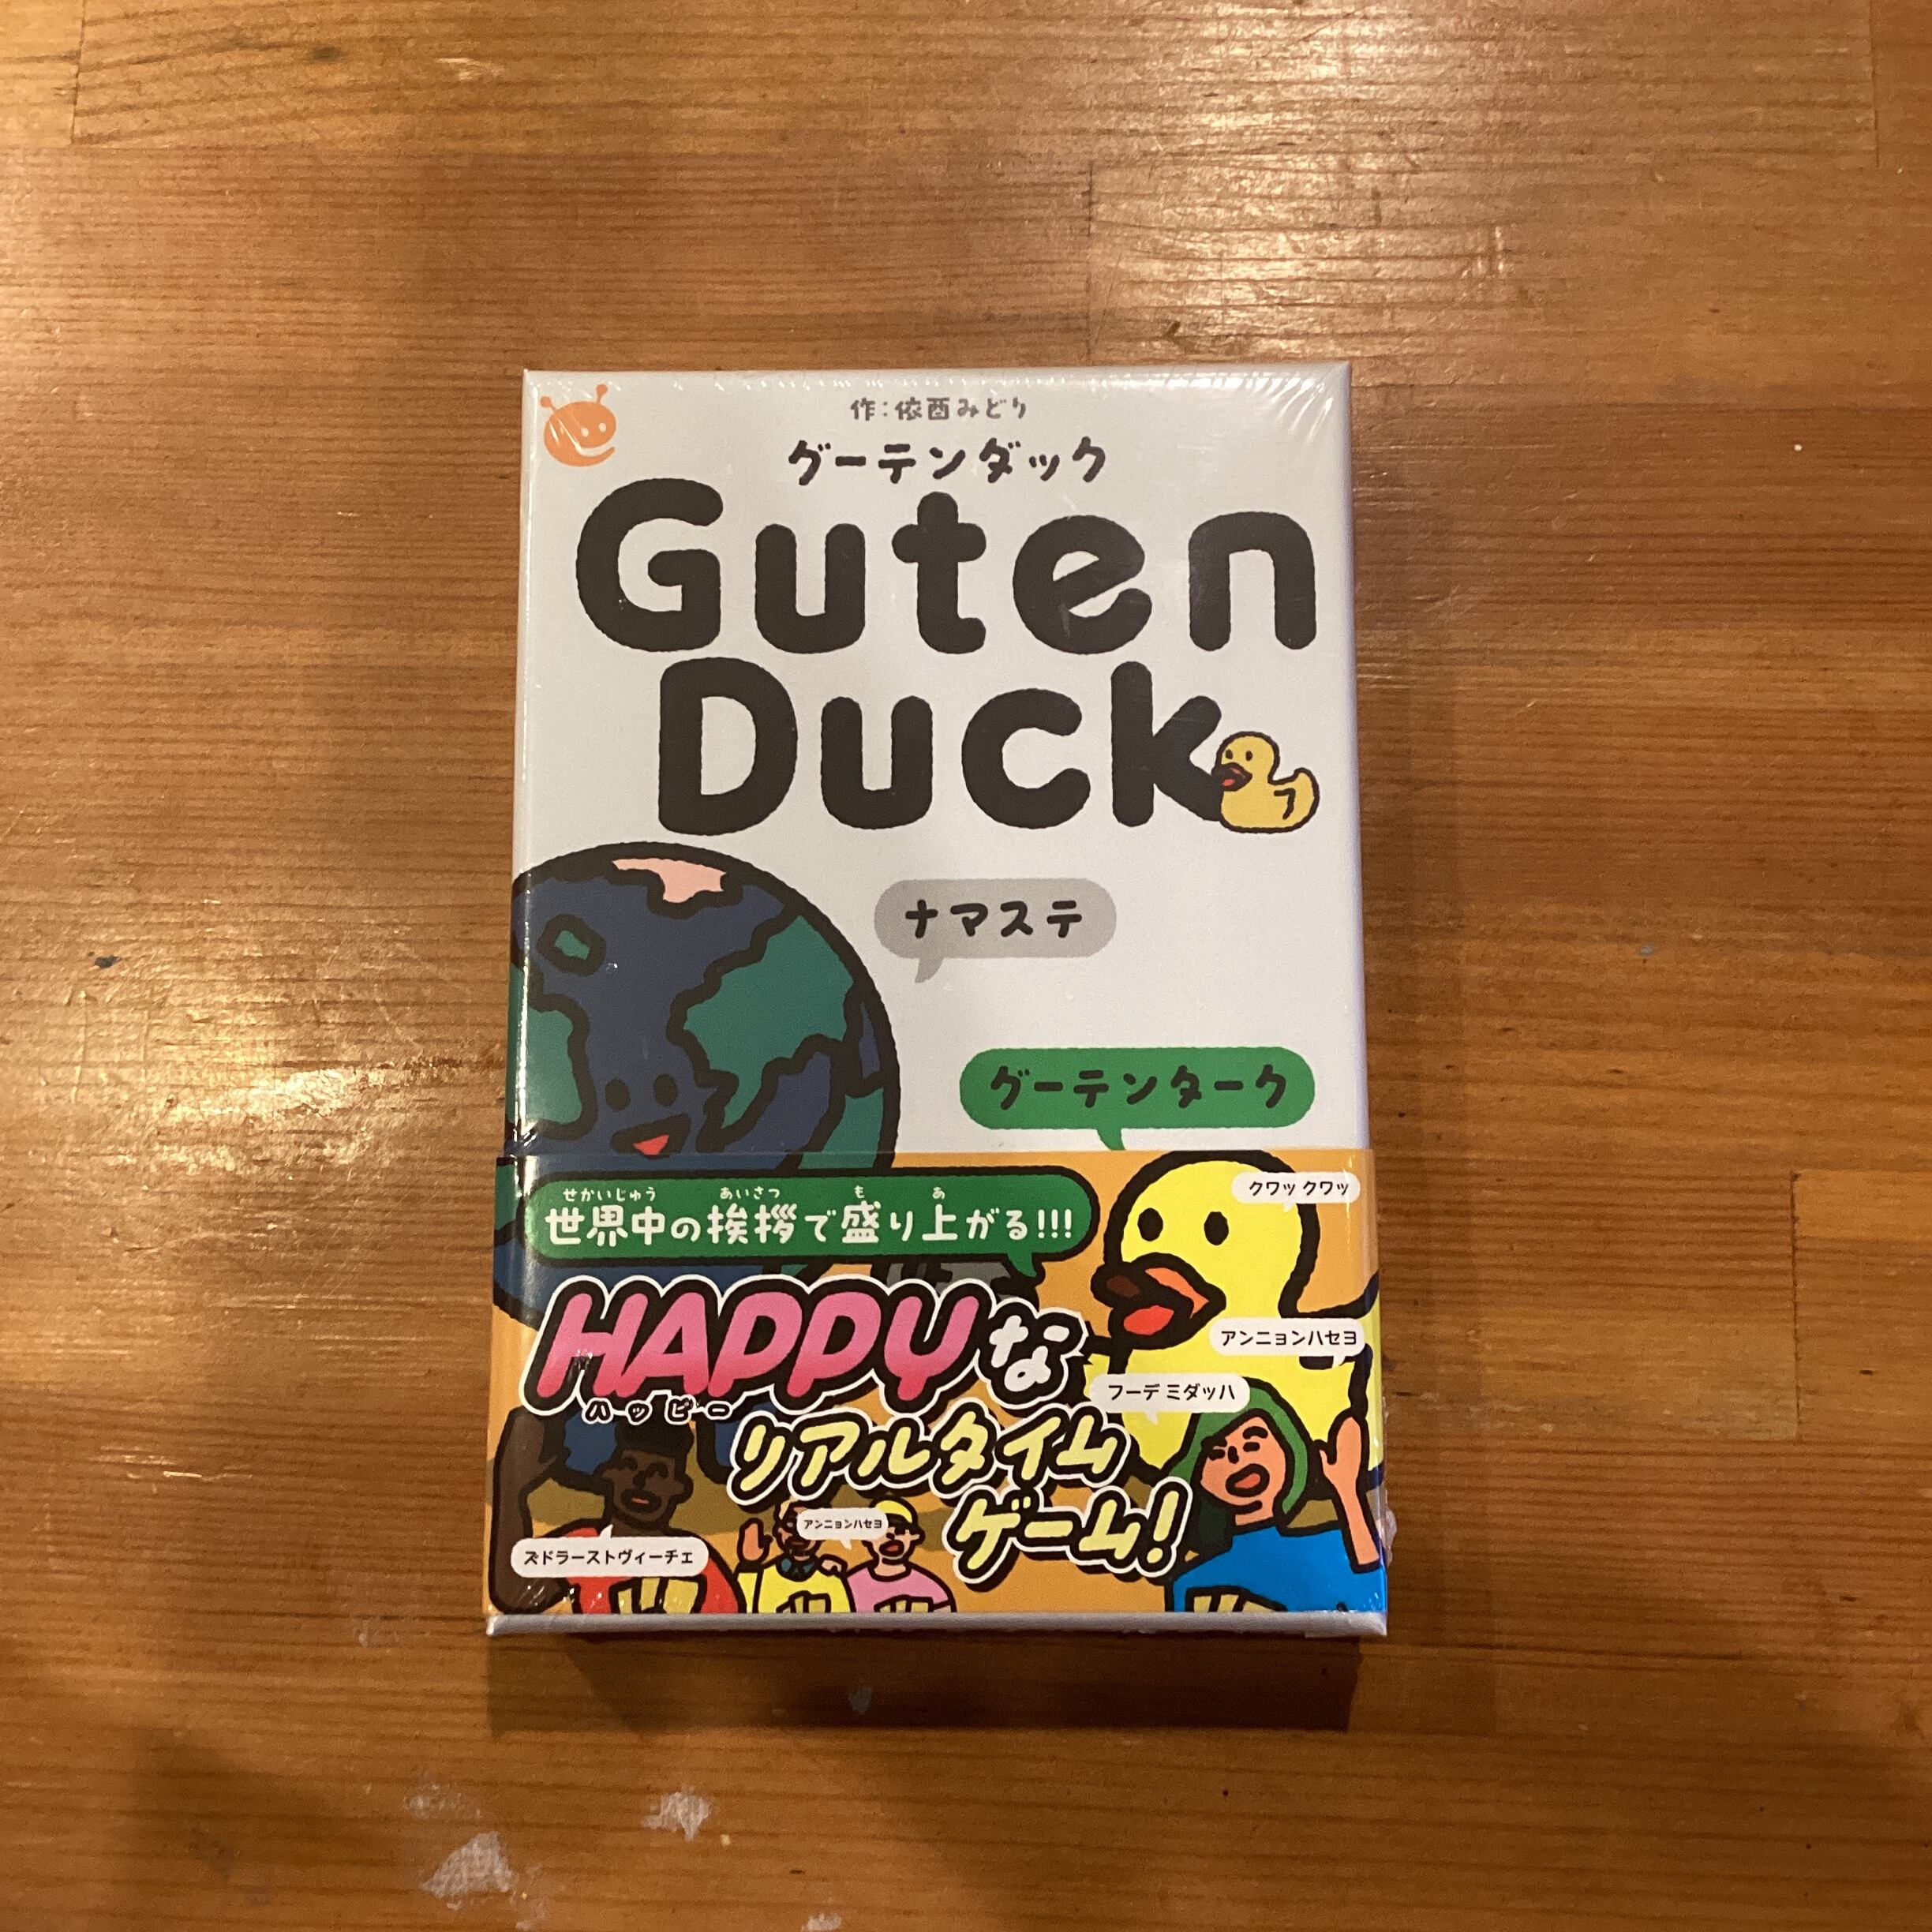 作:依酉みどり
グーテンダック
Guten
Duck
ナマステ
グーテンターク
クワックワッ
せかいじゅう あいさつ も あ
世界中の挨拶で盛り上がる!!!
HAPPYな
ハッピー
アンニョンハセヨ
フーデ ミダッハ
リアルタイム
ゲーム!
アンニョンハセヨ
ズドラーストヴィーチェ